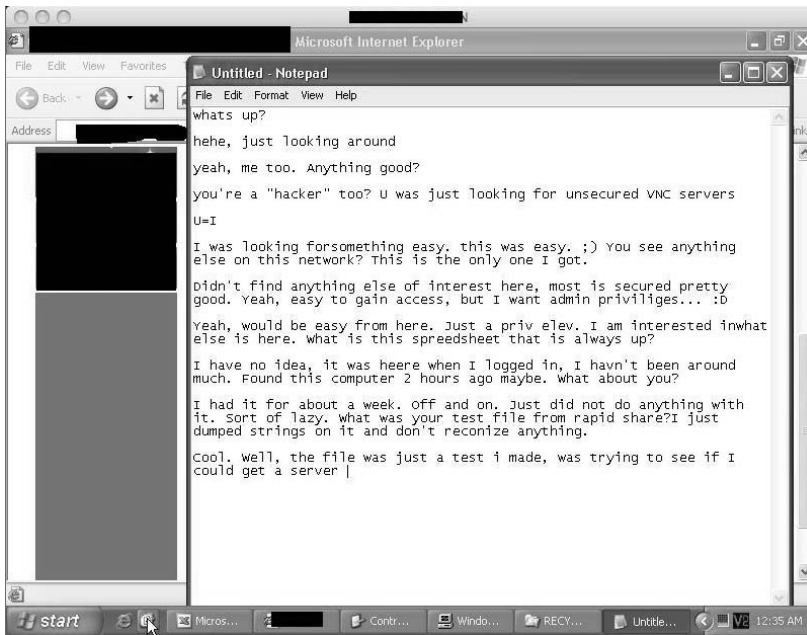 Microsoft Internet Explorer
File Edit View Favorites
Untitled - Notepad
File Edit Format View Help
Back
Address
whats up?
hehe, just looking around
yeah, me too. Anything good?
you're a "hacker" too? U was just looking for unsecured VNC servers
U=I
I was looking forsomething easy. this was easy. ;) You see anything
else on this network? This is the only one I got.
Didn't find anything else of interest here, most is secured pretty
good. Yeah, easy to gain access, but I want admin priviliges... :D
Yeah, would be easy from here. Just a priv elev. I am interested inwhat
else is here. What is this spreedsheet that is always up?
I have no idea, it was heere when I logged in, I havn't been around
much. Found this computer 2 hours ago maybe. What about you?
I had it for about a week. Off and on. Just did not do anything with
it. Sort of lazy. What was your test file from rapid share?I just
dumped strings on it and don't reconize anything.
Cool. Well, the file was just a test i made, was trying to see if I
could get a server
start Micros... Contr... Windo... RECY... Untitle... V2 12:35 AM